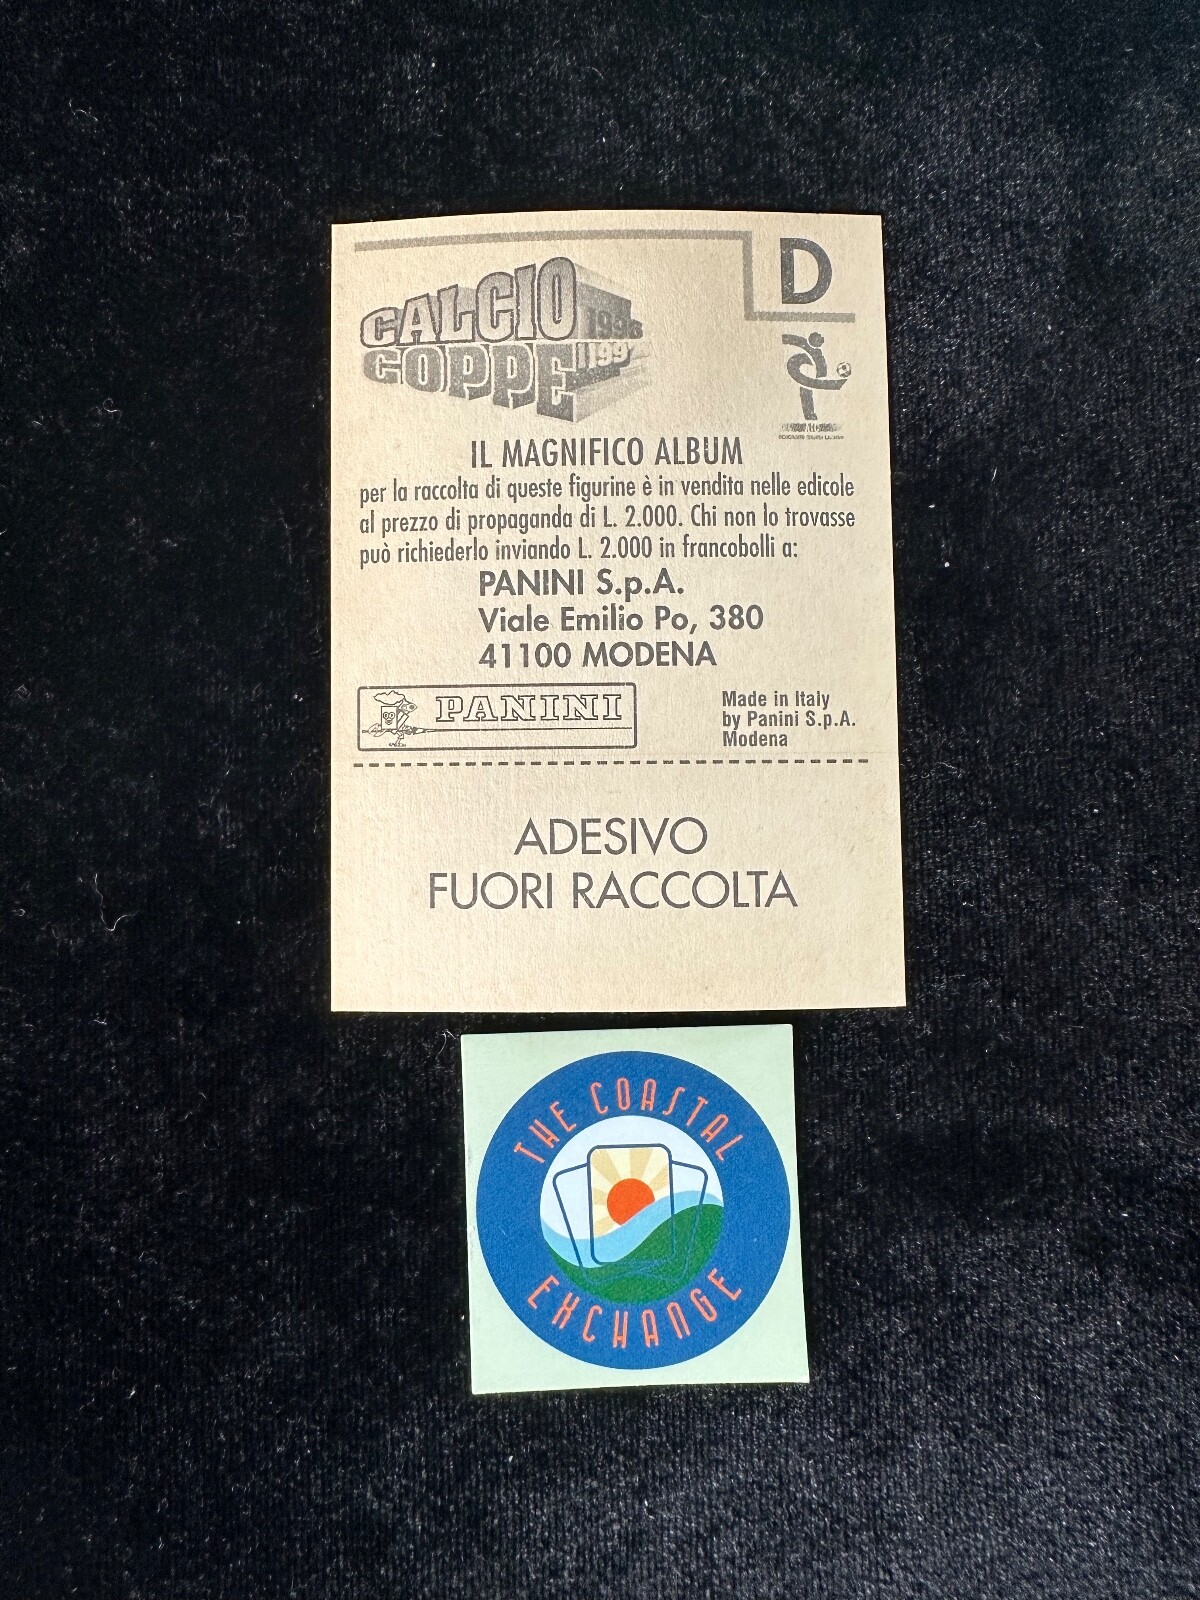 D
CALCIO 1996
COPPE 1997
IL MAGNIFICO ALBUM
per la raccolta di queste figurine è in vendita nelle edicole
al prezzo di propaganda di L. 2.000. Chi non lo trovasse
può richiederlo inviando L. 2.000 in francobolli a:
PANINI S.p.A.
Viale Emilio Po, 380
41100 MODENA
PANINI
Made in Italy
by Panini S.p.A.
Modena
ADESIVO
FUORI RACCOLTA
THE COASTAL
EXCHANGE